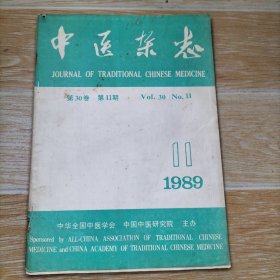 中医杂志
JOURNAL OF TRADITIONAL CHINESE MEDICINE
第30卷 第11期 Vol. 30 No. 11
11
1989
中华全国中医学会 中国中医研究院 主办
Sponsored by ALL-CHINA ASSOCIATION OF TRADITIONAL CHINESE
MEDICINE and CHINA ACADEMY OF TRADITIONAL CHINESE MEDICINE